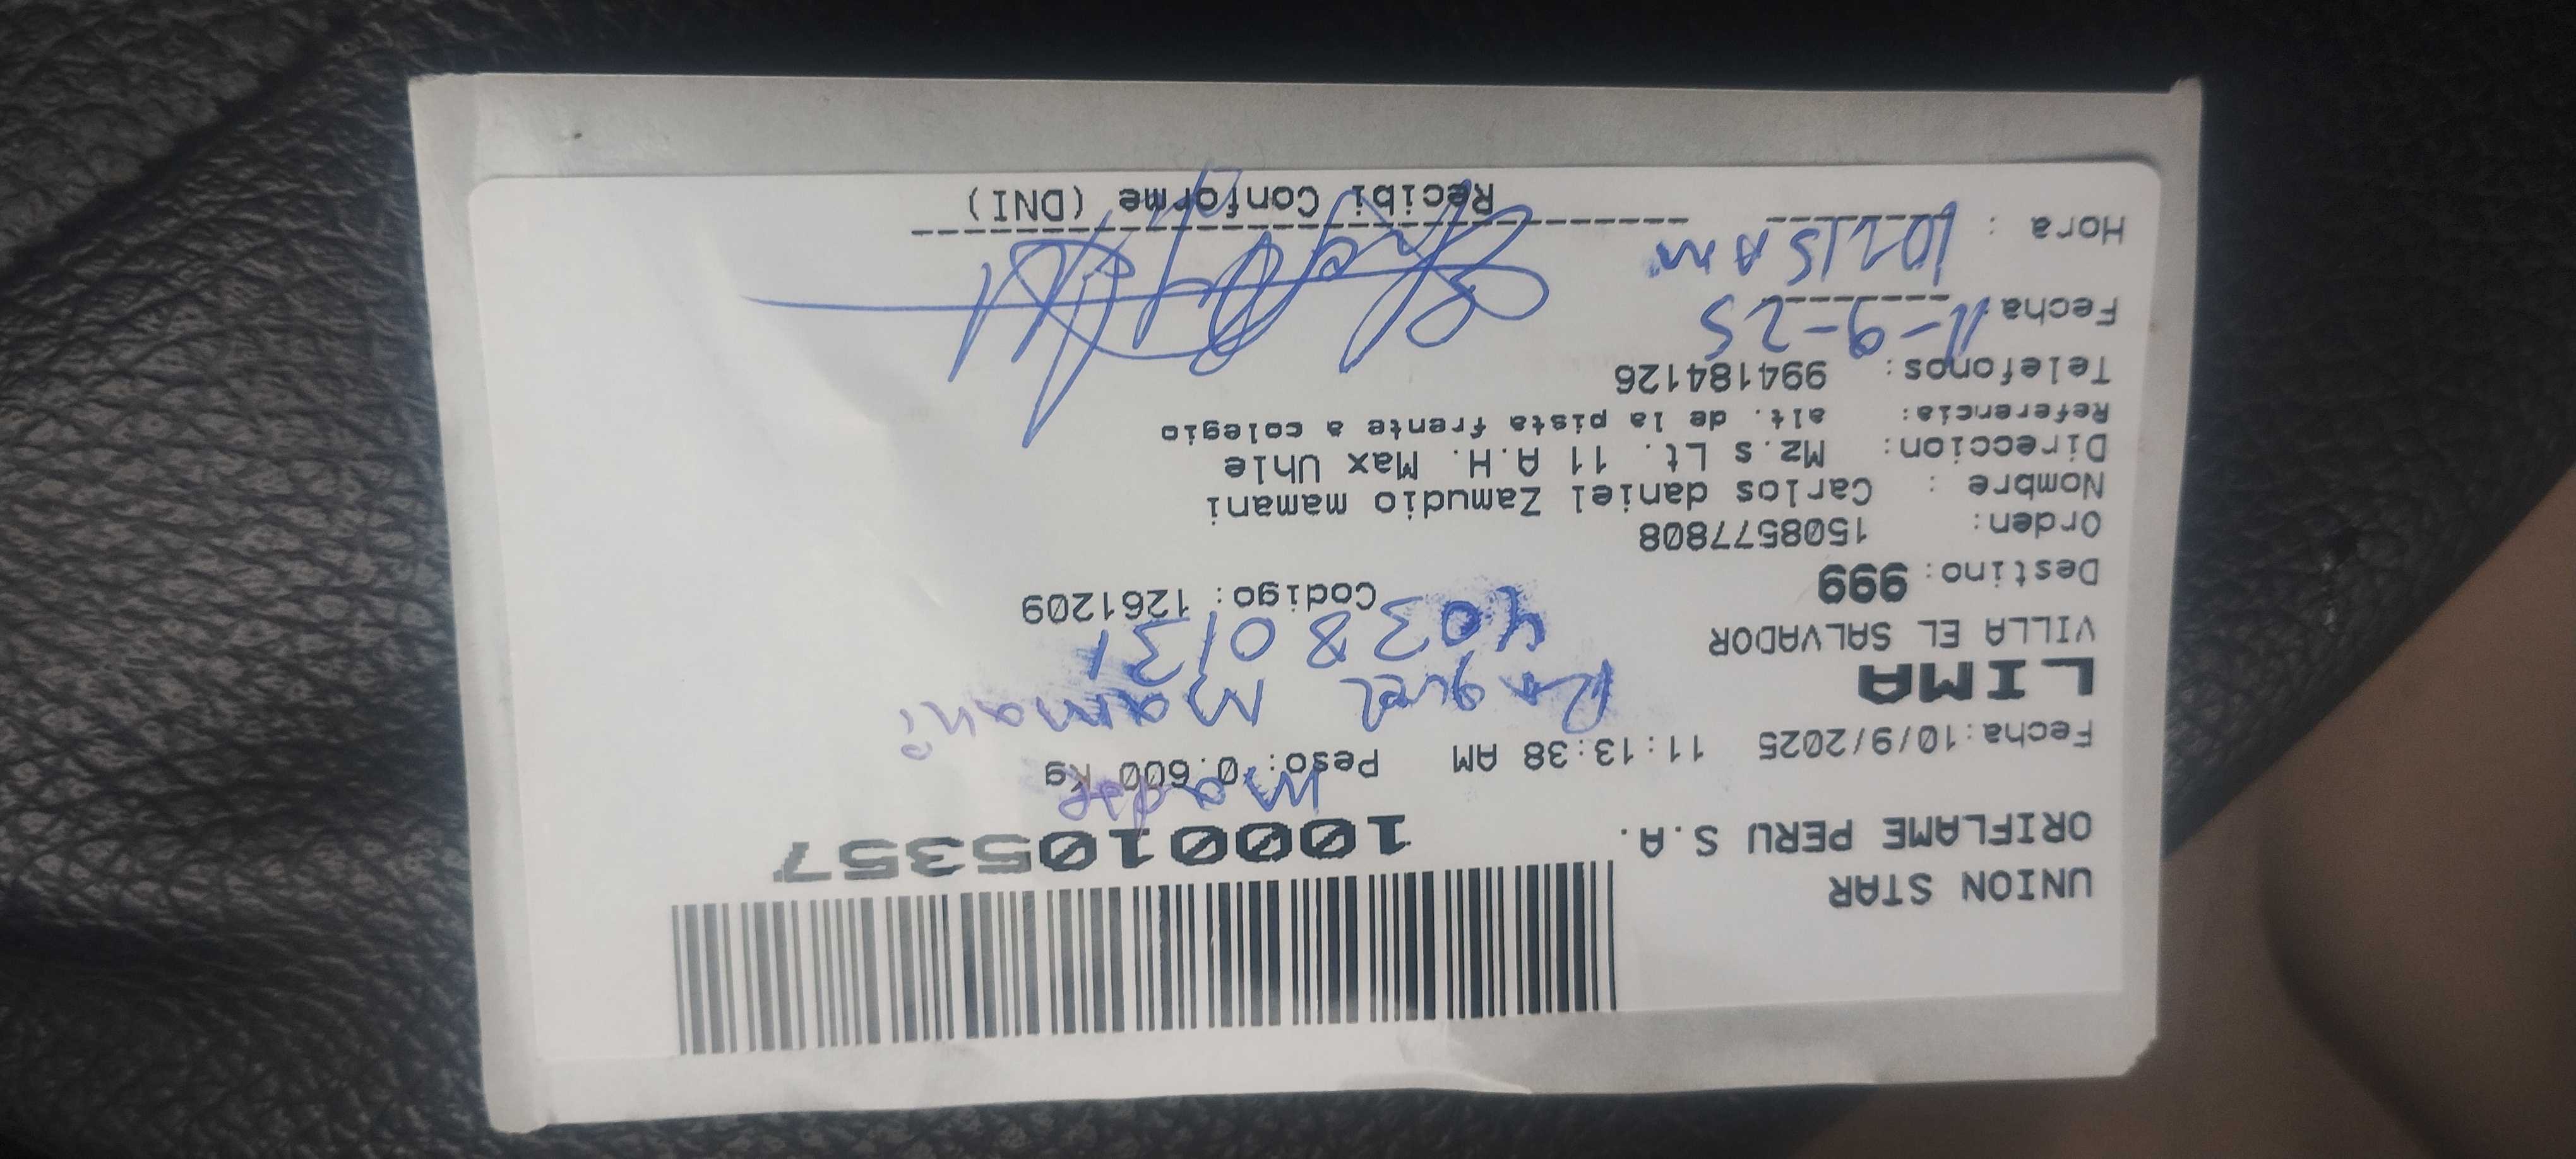 1000105357
UNION STAR
ORIFLAME PERU S.A.
madre
Fecha:10/9/2025 11:13:38 AM Peso:0.600 Kg
Raquel Mamani
LIMA
VILLA EL SALVADOR
40380131
Destino: 999 Codigo: 1261209
Orden: 1508577808
Nombre : Carlos daniel Zamudio mamani
Direccion: Mz.s Lt. 11 A.H. Max Uhle
Referencia: alt. de la pista frente a colegio
Telefonos: 994184126
Fecha 11-9-25
Hora : 10:15 Am
Recibi Conforme (DNI)